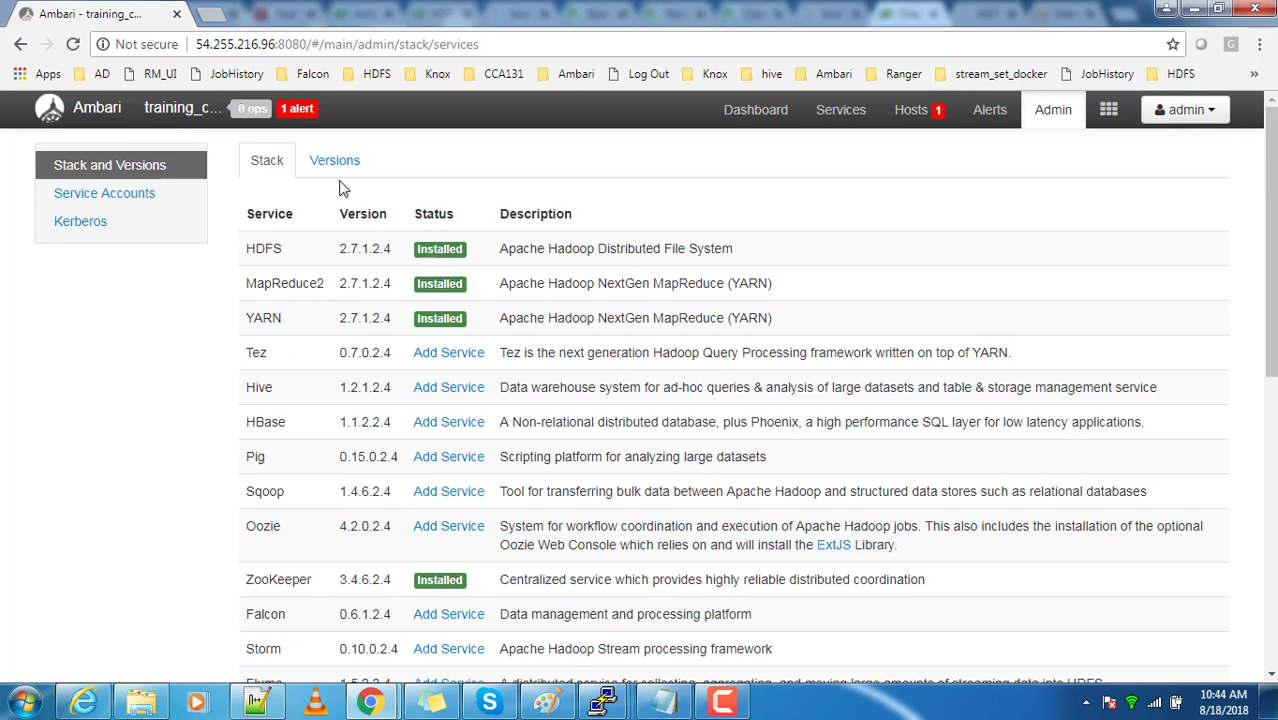 Ambari - training_c...
Not secure | 54.255.216.96:8080/#/main/admin/stack/services
Apps AD RM_UI JobHistory Falcon HDFS Knox CCA131 Ambari Log Out Knox hive Ambari Ranger stream_set_docker JobHistory HDFS »
Ambari training_c... 0 ops 1 alert Dashboard Services Hosts 1 Alerts Admin admin
Stack and Versions
Service Accounts
Kerberos
Stack Versions
Service Version Status Description
HDFS 2.7.1.2.4 Installed Apache Hadoop Distributed File System
MapReduce2 2.7.1.2.4 Installed Apache Hadoop NextGen MapReduce (YARN)
YARN 2.7.1.2.4 Installed Apache Hadoop NextGen MapReduce (YARN)
Tez 0.7.0.2.4 Add Service Tez is the next generation Hadoop Query Processing framework written on top of YARN.
Hive 1.2.1.2.4 Add Service Data warehouse system for ad-hoc queries & analysis of large datasets and table & storage management service
HBase 1.1.2.2.4 Add Service A Non-relational distributed database, plus Phoenix, a high performance SQL layer for low latency applications.
Pig 0.15.0.2.4 Add Service Scripting platform for analyzing large datasets
Sqoop 1.4.6.2.4 Add Service Tool for transferring bulk data between Apache Hadoop and structured data stores such as relational databases
Oozie 4.2.0.2.4 Add Service System for workflow coordination and execution of Apache Hadoop jobs. This also includes the installation of the optional
Oozie Web Console which relies on and will install the ExtJS Library.
ZooKeeper 3.4.6.2.4 Installed Centralized service which provides highly reliable distributed coordination
Falcon 0.6.1.2.4 Add Service Data management and processing platform
Storm 0.10.0.2.4 Add Service Apache Hadoop Stream processing framework
10:44 AM
8/18/2018